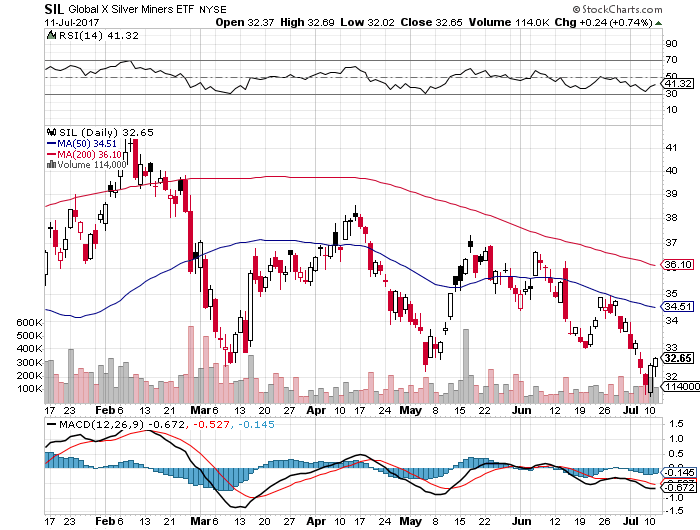 SIL Global X Silver Miners ETF NYSE © StockCharts.com
11-Jul-2017 Open 32.37 High 32.69 Low 32.02 Close 32.65 Volume 114.0K Chg +0.24 (+0.74%)
RSI(14) 41.32
90
70
50
41.32
30
10
SIL (Daily) 32.65
MA(50) 34.51
MA(200) 36.10
Volume 114,000
41
40
39
38
37
36.10
35
34.51
33
32.65
32
114000
600K
500K
400K
300K
200K
100K
17 23 Feb 6 13 21 Mar 6 13 20 27 Apr 10 17 24 May 8 15 22 Jun 12 19 26 Jul 10
MACD(12,26,9) -0.672, -0.527, -0.145
1.5
1.0
0.5
0.0
-0.145
-0.672
-1.0
-1.5
17 23 Feb 6 13 21 Mar 6 13 20 27 Apr 10 17 24 May 8 15 22 Jun 12 19 26 Jul 10